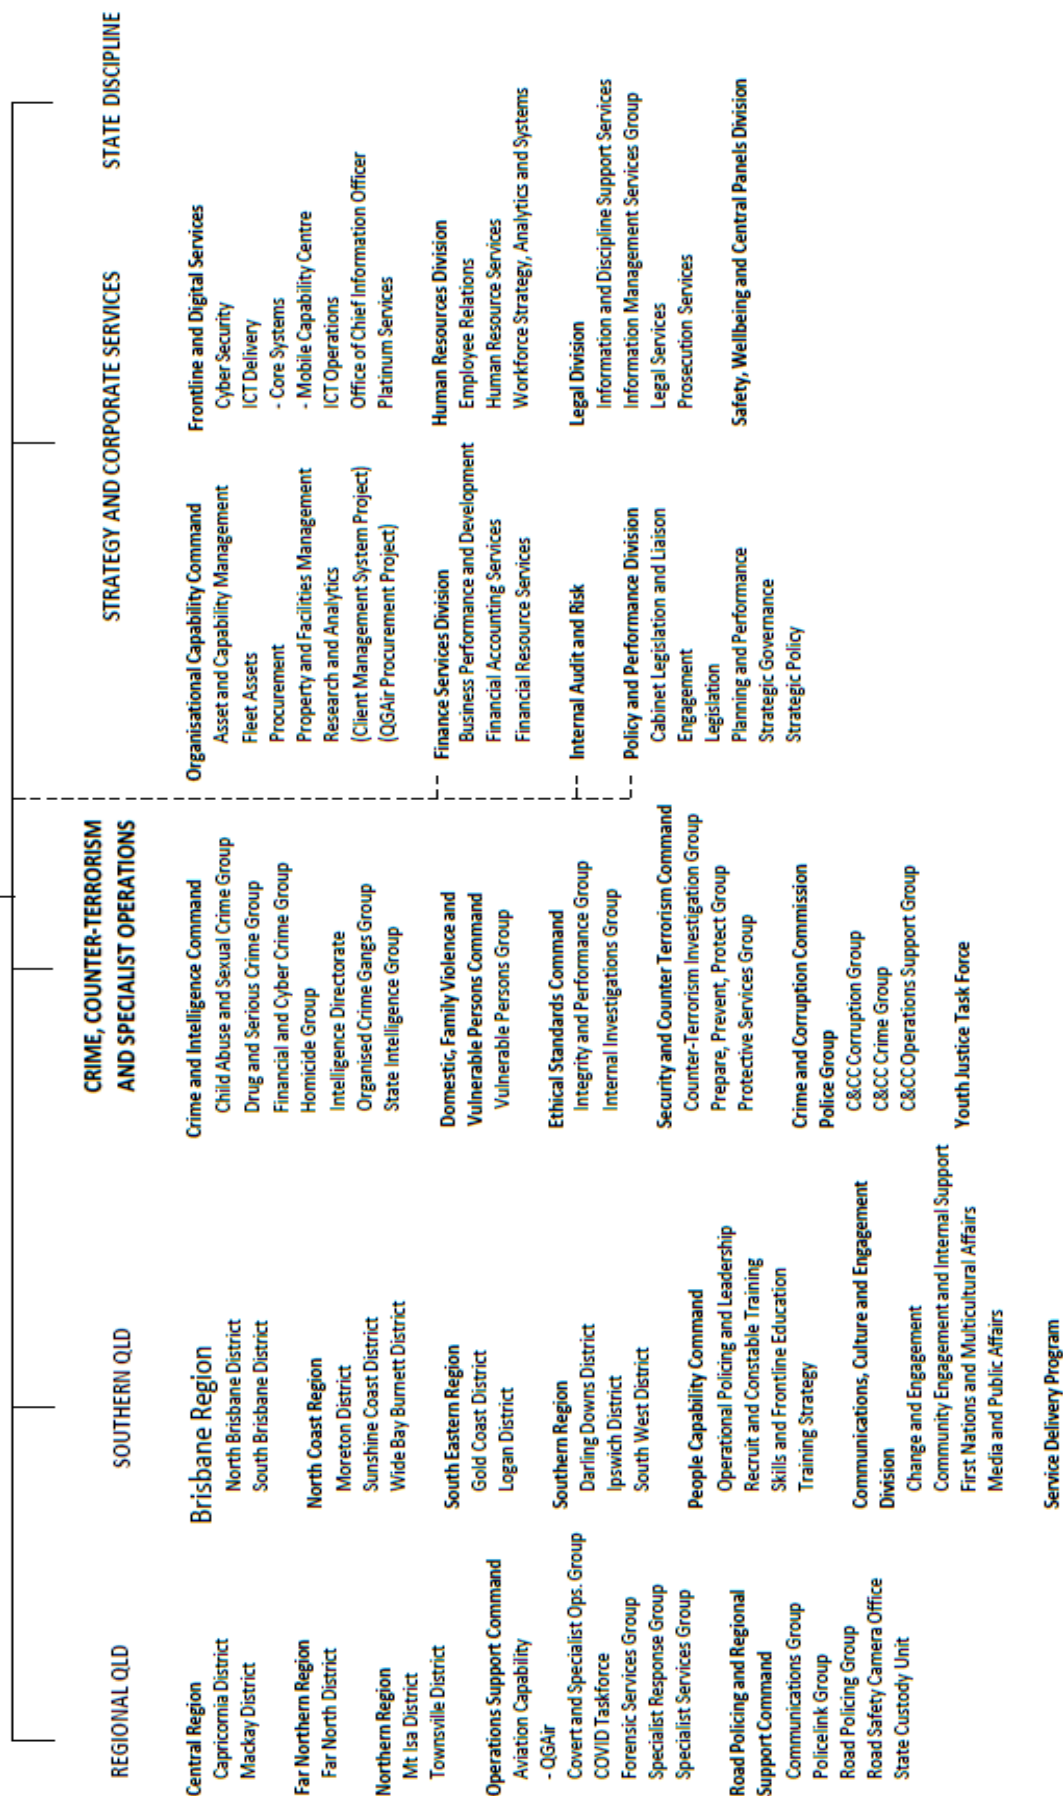 REGIONAL QLD
Central Region
Capricornia District
Mackay District
Far Northern Region
Far North District
Northern Region
Mt Isa District
Townsville District
Operations Support Command
Aviation Capability
- QGAir
Covert and Specialist Ops. Group
COVID Taskforce
Forensic Services Group
Specialist Response Group
Specialist Services Group
Road Policing and Regional
Support Command
Communications Group
Policelink Group
Road Policing Group
Road Safety Camera Office
State Custody Unit
SOUTHERN QLD
Brisbane Region
North Brisbane District
South Brisbane District
North Coast Region
Moreton District
Sunshine Coast District
Wide Bay Burnett District
South Eastern Region
Gold Coast District
Logan District
Southern Region
Darling Downs District
Ipswich District
South West District
People Capability Command
Operational Policing and Leadership
Recruit and Constable Training
Skills and Frontline Education
Training Strategy
Communications, Culture and Engagement
Division
Change and Engagement
Community Engagement and Internal Support
First Nations and Multicultural Affairs
Media and Public Affairs
Service Delivery Program
CRIME, COUNTER-TERRORISM
AND SPECIALIST OPERATIONS
Crime and Intelligence Command
Child Abuse and Sexual Crime Group
Drug and Serious Crime Group
Financial and Cyber Crime Group
Homicide Group
Intelligence Directorate
Organised Crime Gangs Group
State Intelligence Group
Domestic, Family Violence and
Vulnerable Persons Command
Vulnerable Persons Group
Ethical Standards Command
Integrity and Performance Group
Internal Investigations Group
Security and Counter Terrorism Command
Counter-Terrorism Investigation Group
Prepare, Prevent, Protect Group
Protective Services Group
Crime and Corruption Commission
Police Group
C&CC Corruption Group
C&CC Crime Group
C&CC Operations Support Group
Youth Justice Task Force
STRATEGY AND CORPORATE SERVICES
Organisational Capability Command
Asset and Capability Management
Fleet Assets
Procurement
Property and Facilities Management
Research and Analytics
(Client Management System Project)
(QGAir Procurement Project)
Finance Services Division
Business Performance and Development
Financial Accounting Services
Financial Resource Services
Internal Audit and Risk
Policy and Performance Division
Cabinet Legislation and Liaison
Engagement
Legislation
Planning and Performance
Strategic Governance
Strategic Policy
Frontline and Digital Services
Cyber Security
ICT Delivery
- Core Systems
- Mobile Capability Centre
ICT Operations
Office of Chief Information Officer
Platinum Services
Human Resources Division
Employee Relations
Human Resource Services
Workforce Strategy, Analytics and Systems
Legal Division
Information and Discipline Support Services
Information Management Services Group
Legal Services
Prosecution Services
Safety, Wellbeing and Central Panels Division
STATE DISCIPLINE